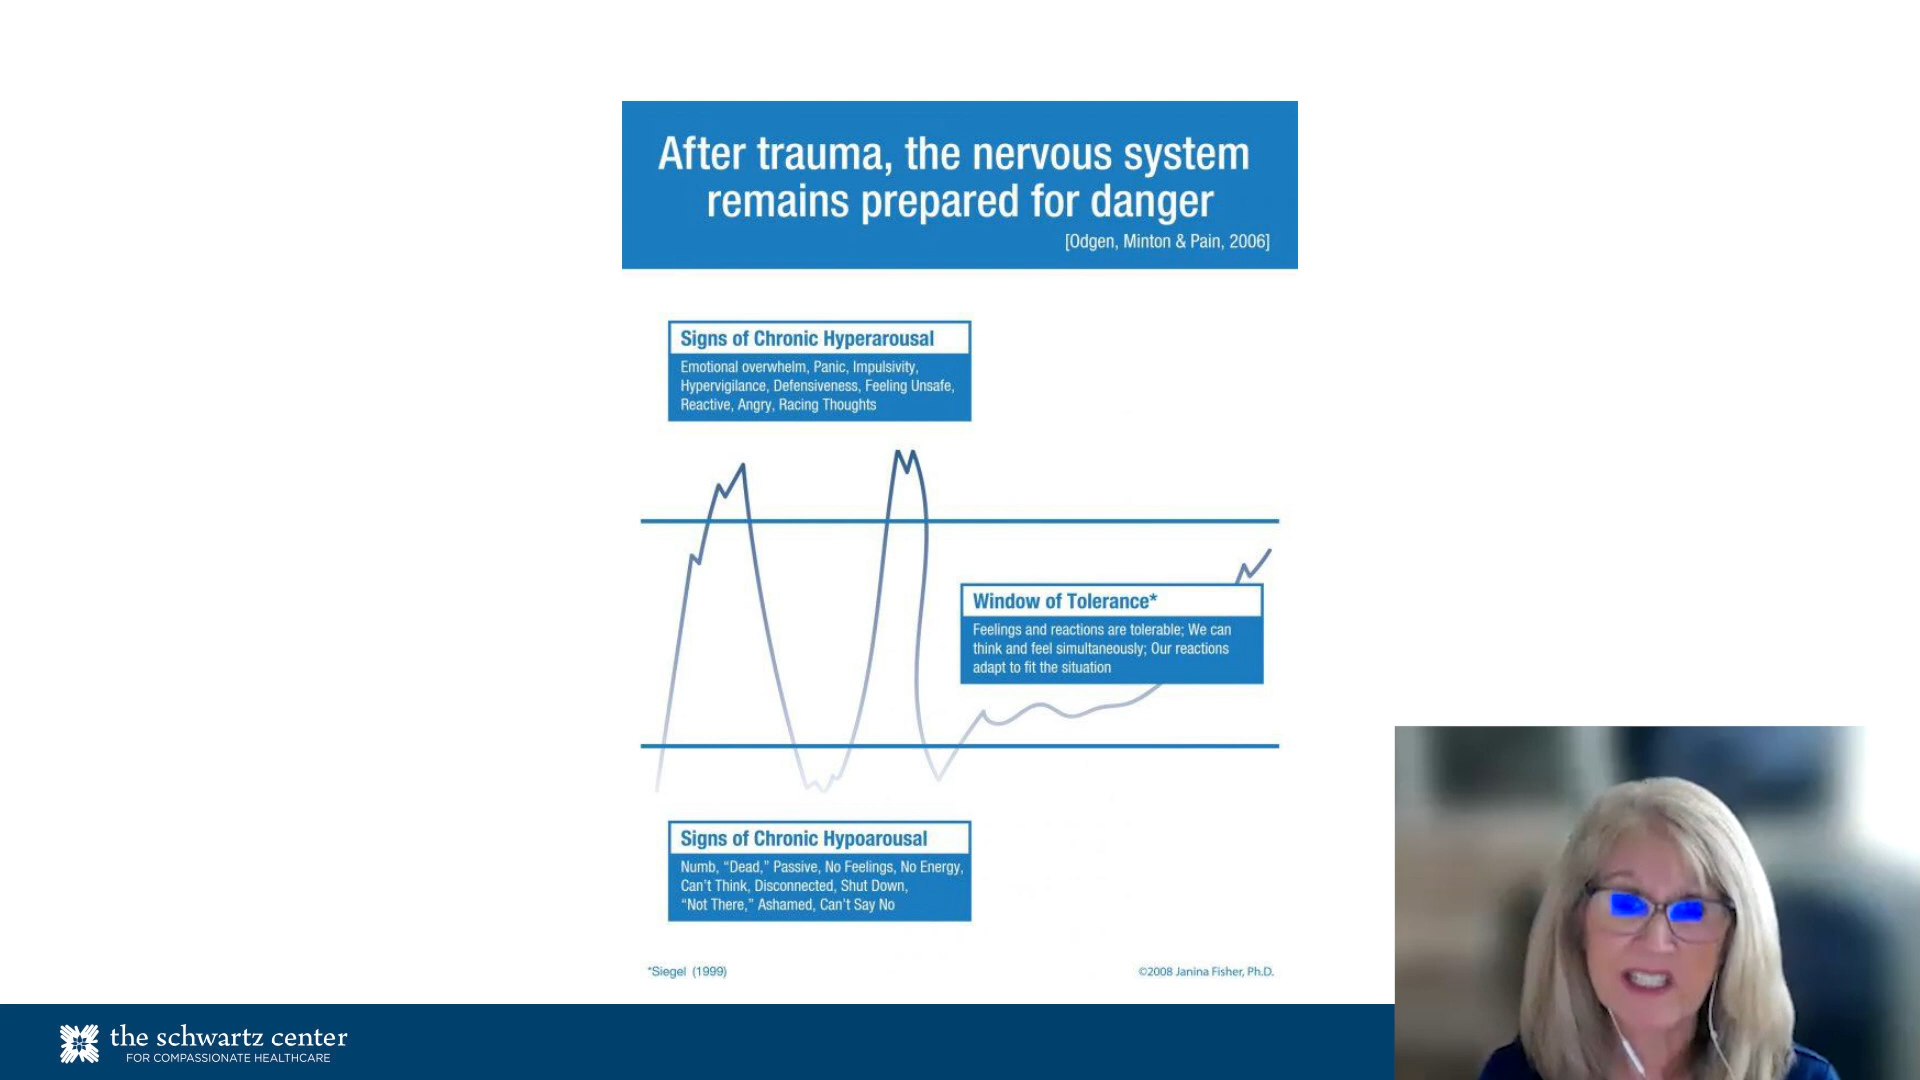 After trauma, the nervous system
remains prepared for danger
[Odgen, Minton & Pain, 2006]
Signs of Chronic Hyperarousal
Emotional overwhelm, Panic, Impulsivity,
Hypervigilance, Defensiveness, Feeling Unsafe,
Reactive, Angry, Racing Thoughts
Window of Tolerance*
Feelings and reactions are tolerable; We can
think and feel simultaneously; Our reactions
adapt to fit the situation
Signs of Chronic Hypoarousal
Numb, “Dead,” Passive, No Feelings, No Energy,
Can't Think, Disconnected, Shut Down,
“Not There,” Ashamed, Can't Say No
*Siegel (1999)
©2008 Janina Fisher, Ph.D.
the schwartz center
FOR COMPASSIONATE HEALTHCARE